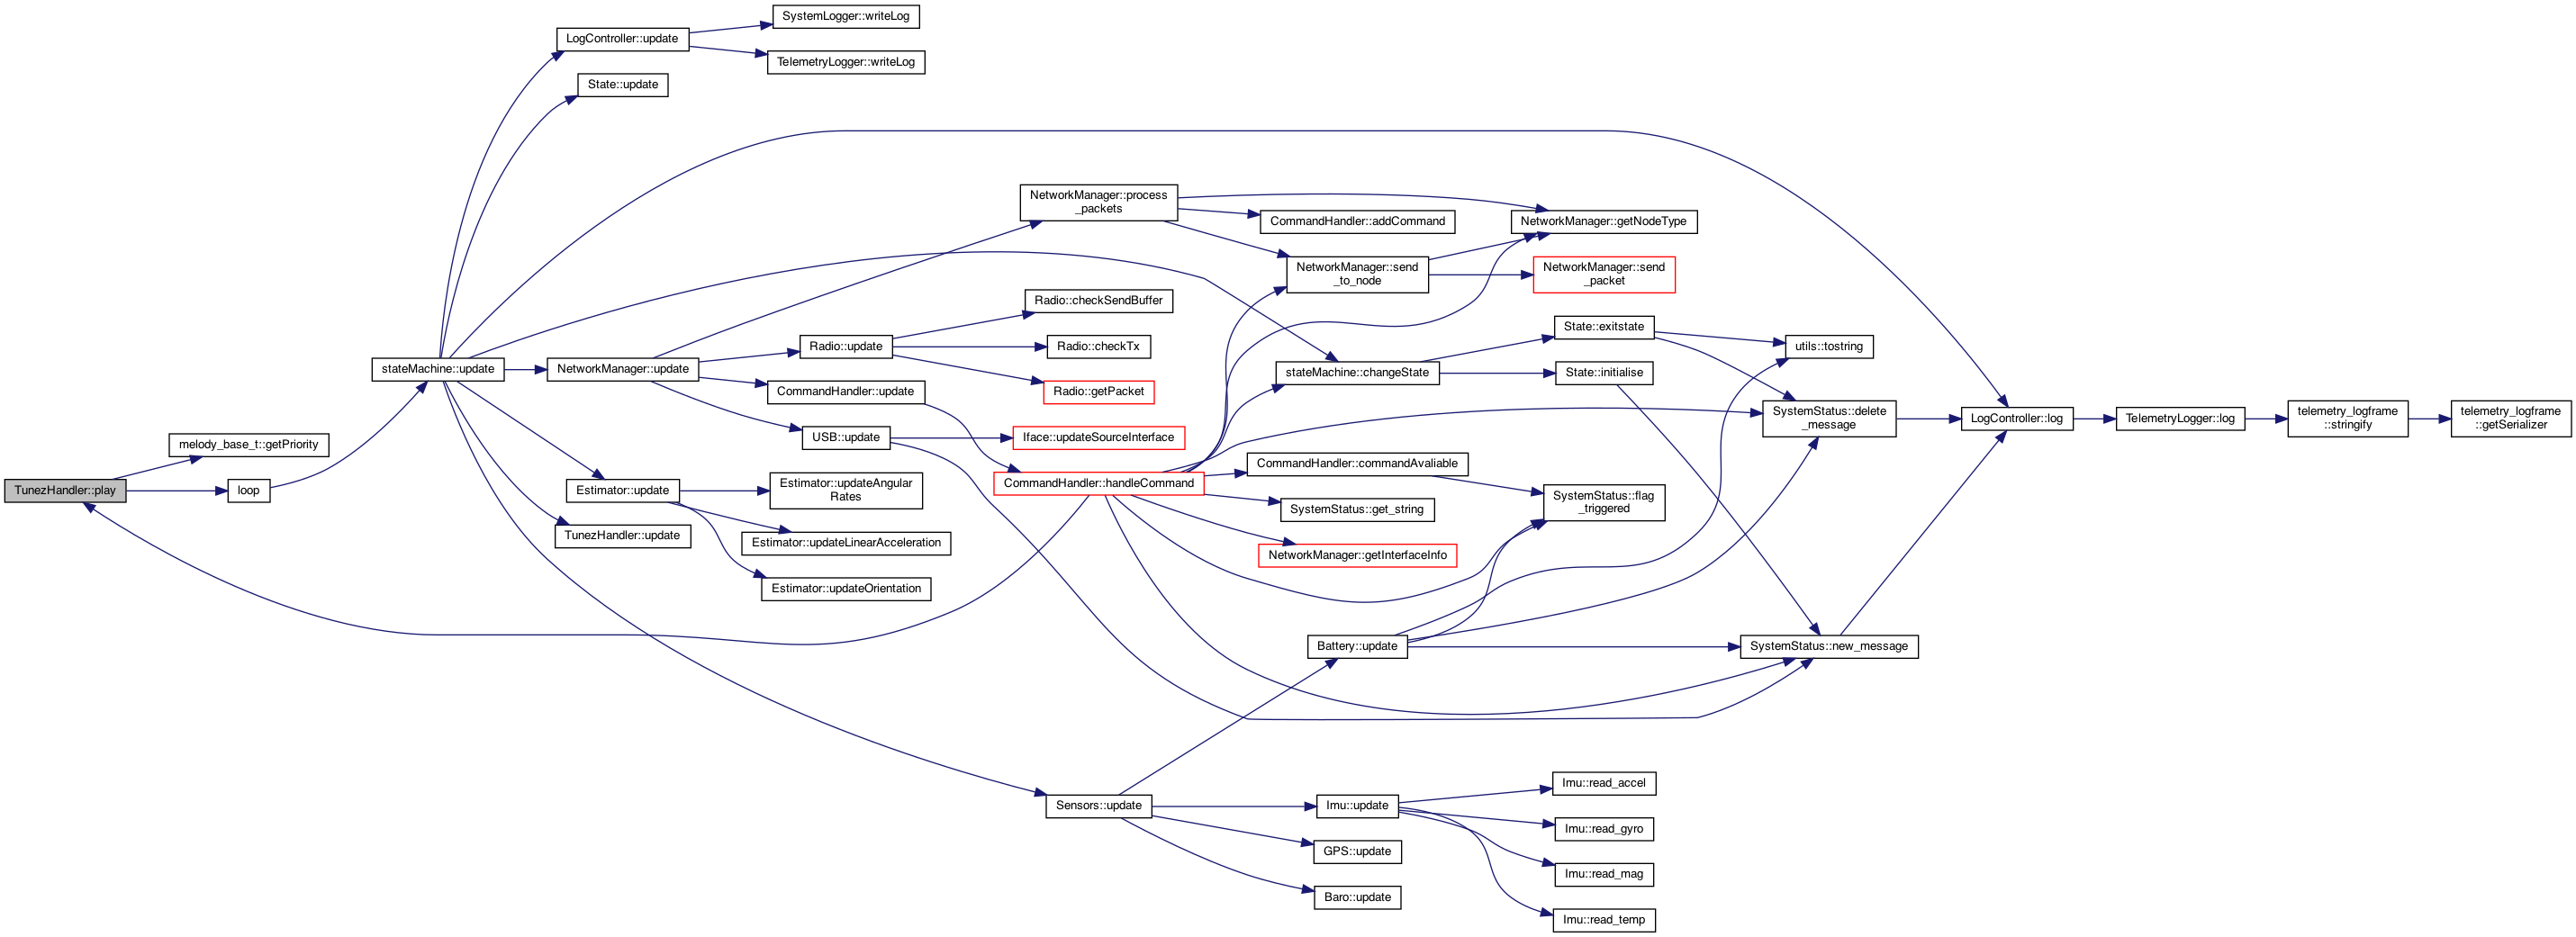 SystemLogger::writeLog
LogController::update
TelemetryLogger::writeLog
State::update
NetworkManager::process
_packets
CommandHandler::addCommand
NetworkManager::getNodeType
NetworkManager::send
_to_node
NetworkManager::send
_packet
Radio::checkSendBuffer
State::exitstate
Radio::update
Radio::checkTx
utils::tostring
stateMachine::update
NetworkManager::update
stateMachine::changeState
State::initialise
CommandHandler::update
Radio::getPacket
SystemStatus::delete
_message
LogController::log
TelemetryLogger::log
telemetry_logframe
::stringify
telemetry_logframe
::getSerializer
melody_base_t::getPriority
USB::update
Iface::updateSourceInterface
CommandHandler::commandAvaliable
TunezHandler::play
loop
Estimator::update
Estimator::updateAngular
Rates
CommandHandler::handleCommand
SystemStatus::flag
_triggered
SystemStatus::get_string
TunezHandler::update
Estimator::updateLinearAcceleration
NetworkManager::getInterfaceInfo
Estimator::updateOrientation
Battery::update
SystemStatus::new_message
Imu::read_accel
Sensors::update
Imu::update
Imu::read_gyro
GPS::update
Imu::read_mag
Baro::update
Imu::read_temp